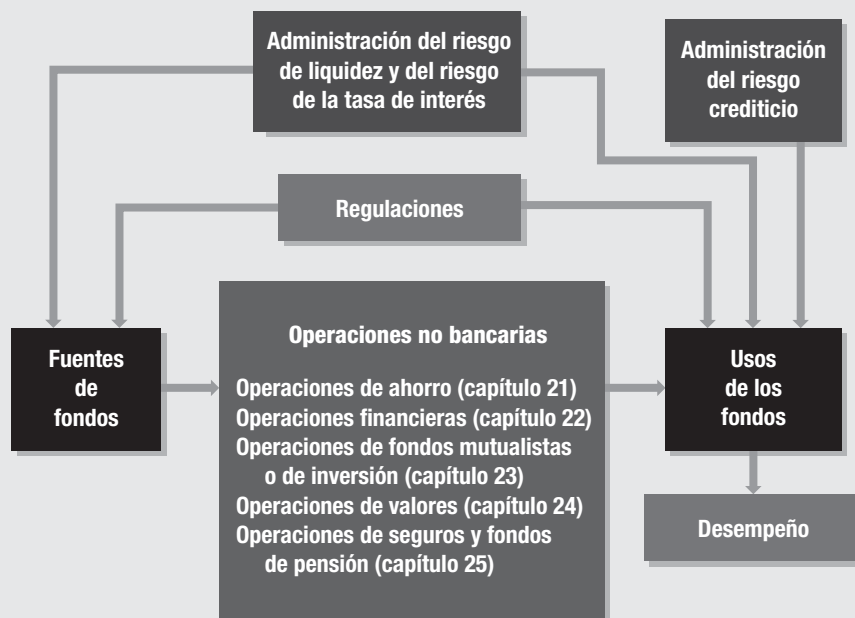 Administración del riesgo
de liquidez y del riesgo
de la tasa de interés
Administración
del riesgo
crediticio
Regulaciones
Fuentes
de
fondos
Operaciones no bancarias
Operaciones de ahorro (capítulo 21)
Operaciones financieras (capítulo 22)
Operaciones de fondos mutualistas
o de inversión (capítulo 23)
Operaciones de valores (capítulo 24)
Operaciones de seguros y fondos
de pensión (capítulo 25)
Usos
de los
fondos
Desempeño